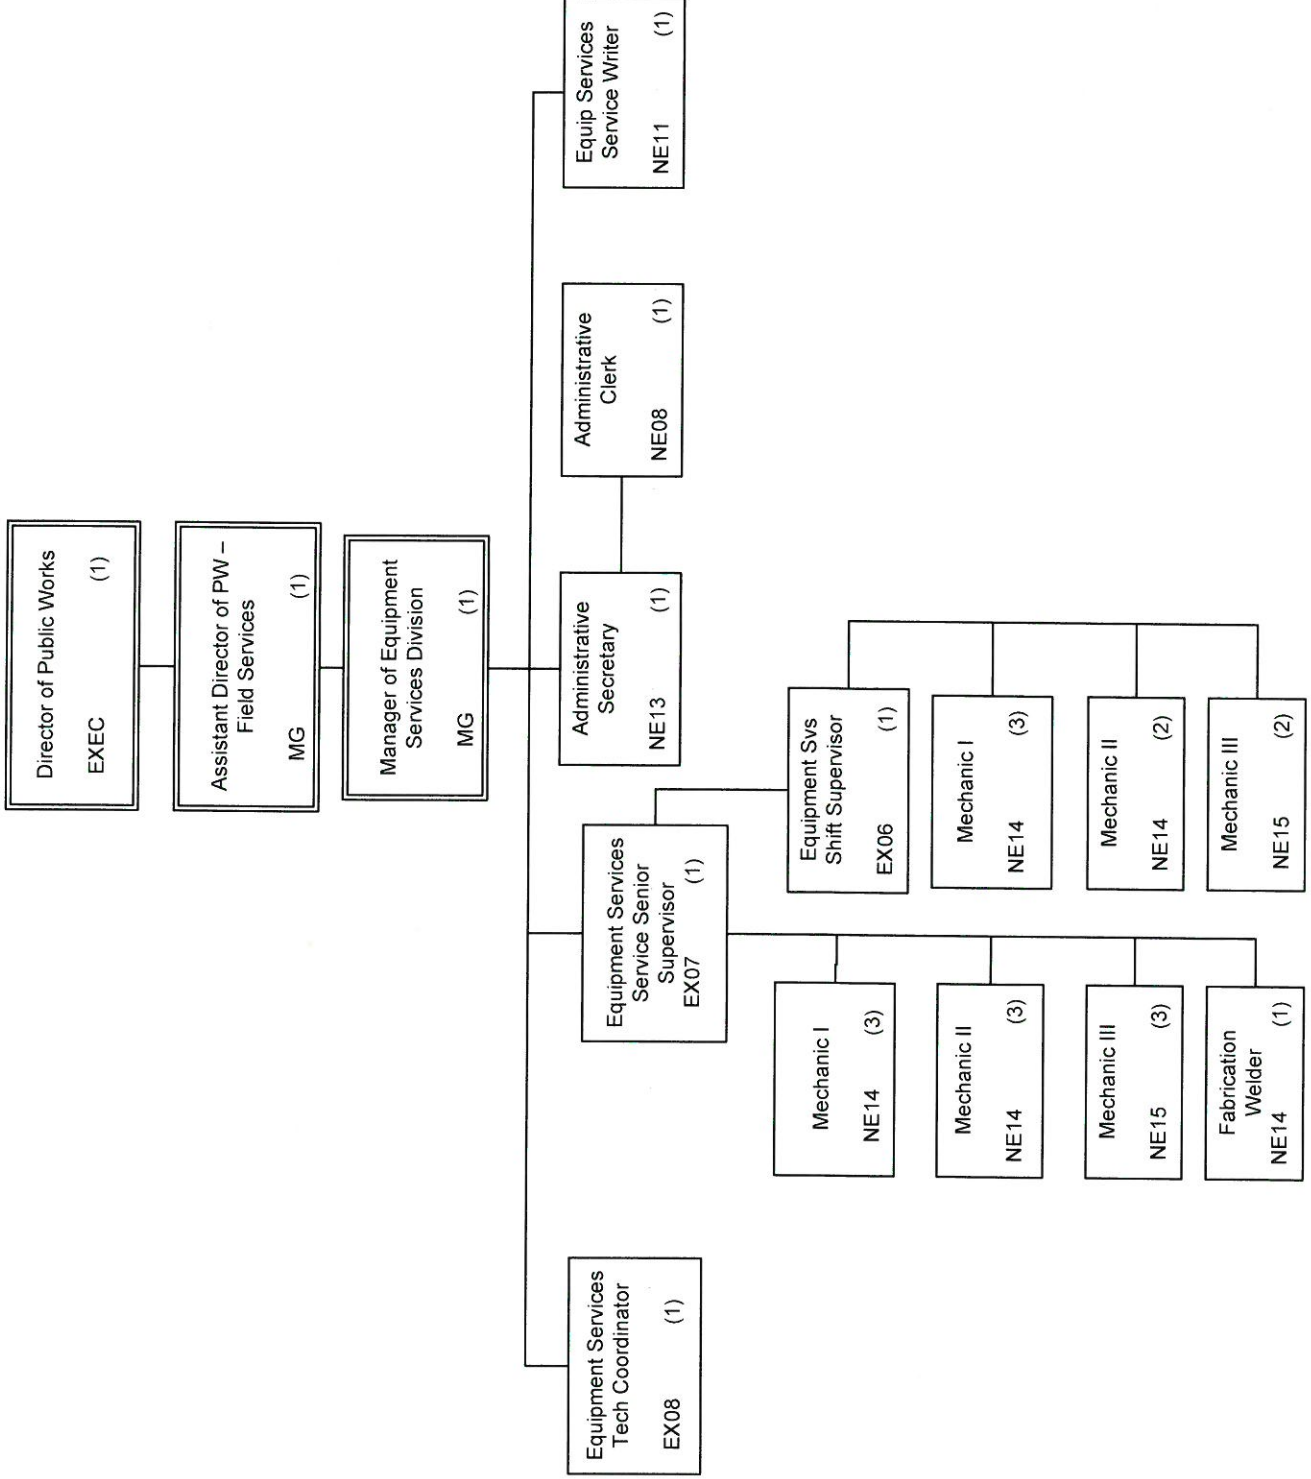 Director of Public Works
EXEC (1)
Assistant Director of PW –
Field Services
MG (1)
Manager of Equipment
Services Division
MG (1)
Equipment Services
Tech Coordinator
EX08 (1)
Equipment Services
Service Senior
Supervisor
EX07 (1)
Administrative
Secretary
NE13 (1)
Administrative
Clerk
NE08 (1)
Equip Services
Service Writer
NE11 (1)
Mechanic I
NE14 (3)
Mechanic II
NE14 (3)
Mechanic III
NE15 (3)
Fabrication
Welder
NE14 (1)
Equipment Svs
Shift Supervisor
EX06 (1)
Mechanic I
NE14 (3)
Mechanic II
NE14 (2)
Mechanic III
NE15 (2)